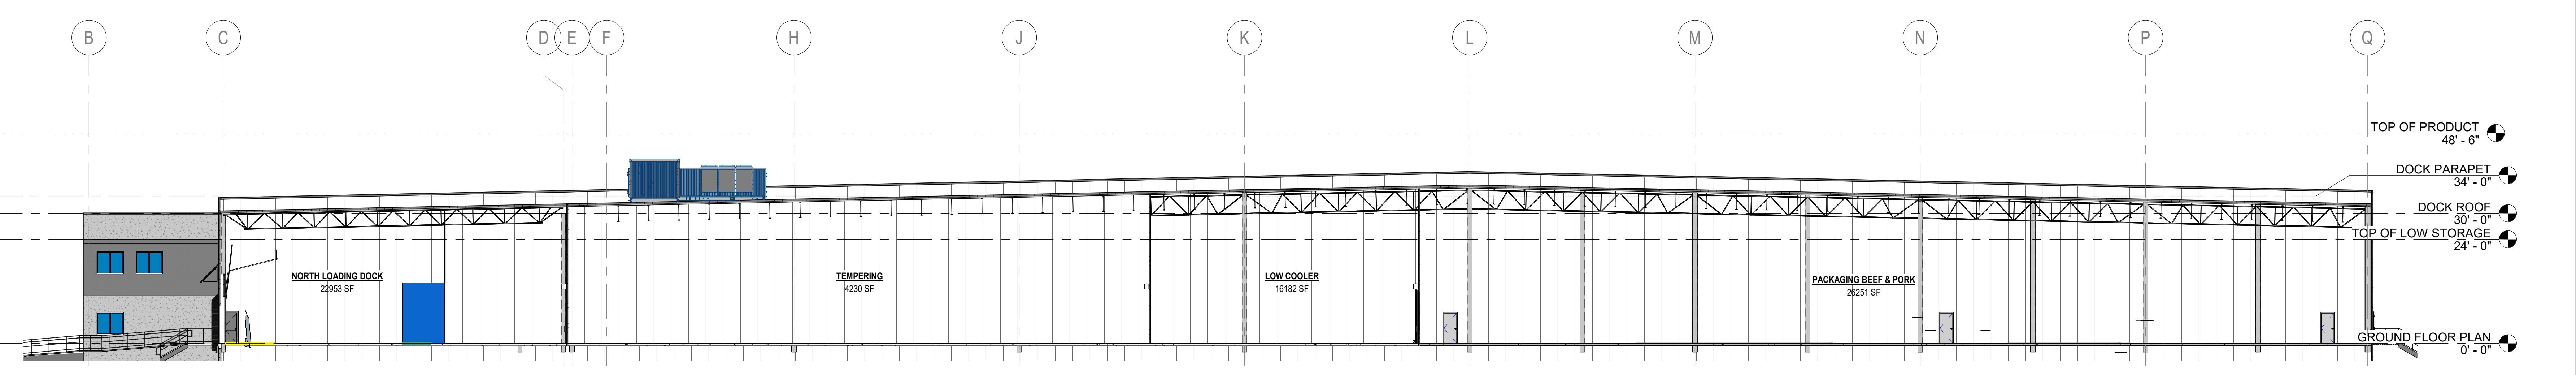 B C D E F H J K L M N P Q
TOP OF PRODUCT
48' - 6"
DOCK PARAPET
34' - 0"
DOCK ROOF
30' - 0"
TOP OF LOW STORAGE
24' - 0"
NORTH LOADING DOCK
22953 SF
TEMPERING
4230 SF
LOW COOLER
16182 SF
PACKAGING BEEF & PORK
26251 SF
GROUND FLOOR PLAN
0' - 0"